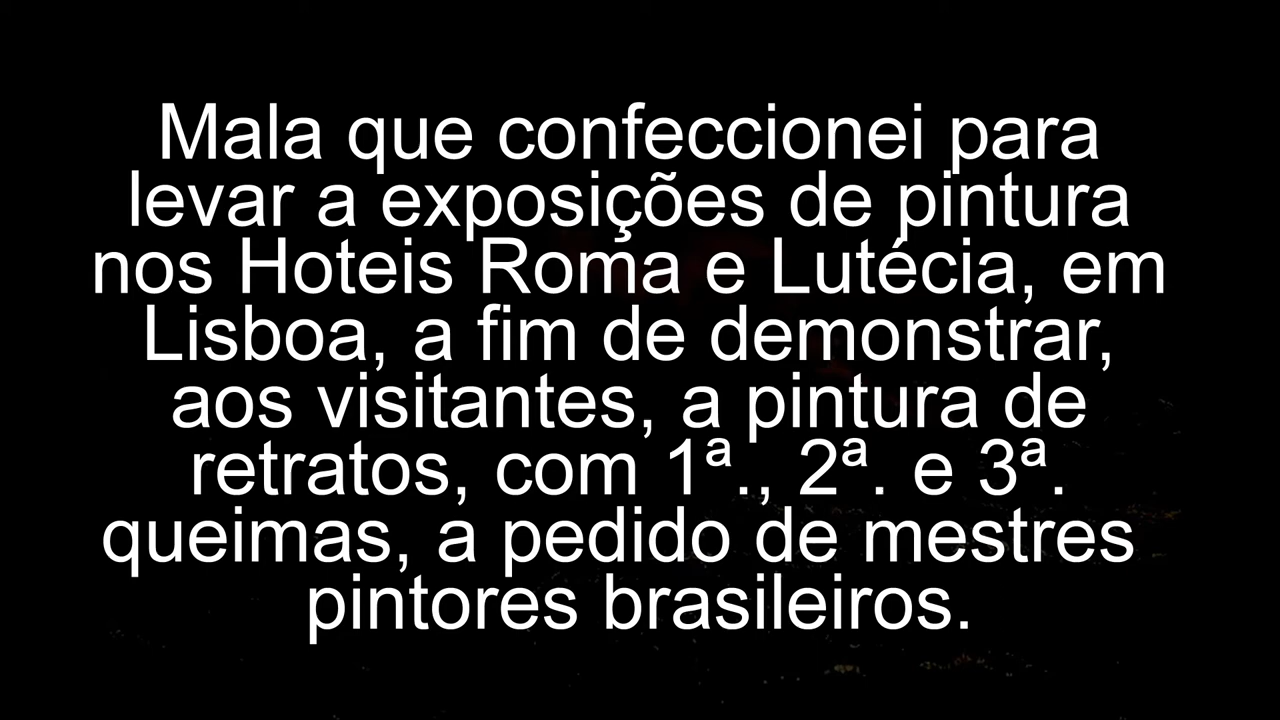 Mala que confeccionei para
levar a exposições de pintura
nos Hoteis Roma e Lutécia, em
Lisboa, a fim de demonstrar,
aos visitantes, a pintura de
retratos, com 1ª., 2ª. e 3ª.
queimas, a pedido de mestres
pintores brasileiros.